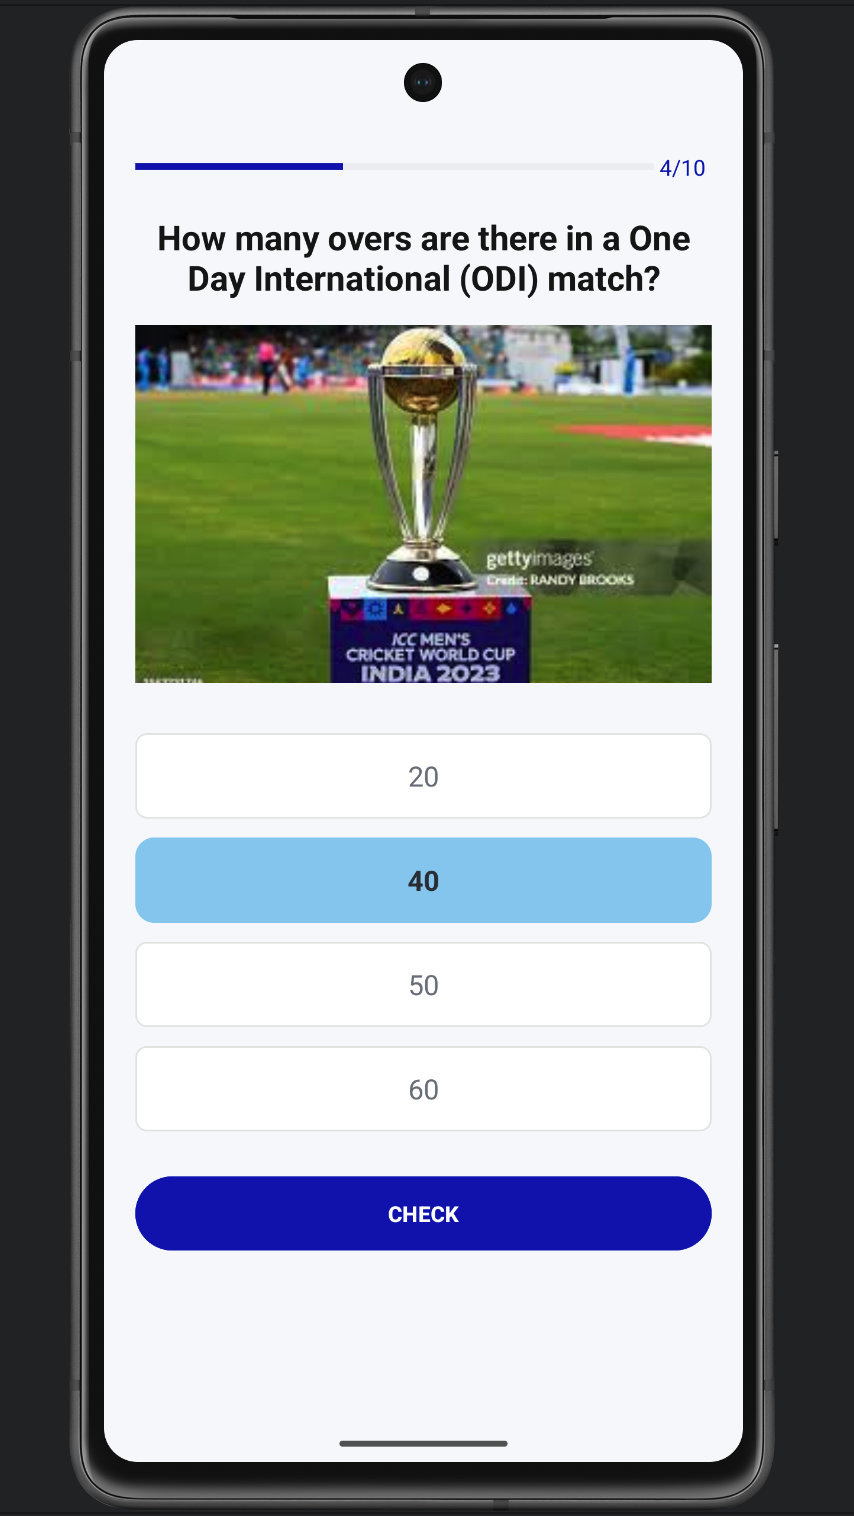 4/10
How many overs are there in a One
Day International (ODI) match?
gettyimages
Credit: RANDY BROOKS
ICC MEN'S
CRICKET WORLD CUP
INDIA 2023
20
40
50
60
CHECK